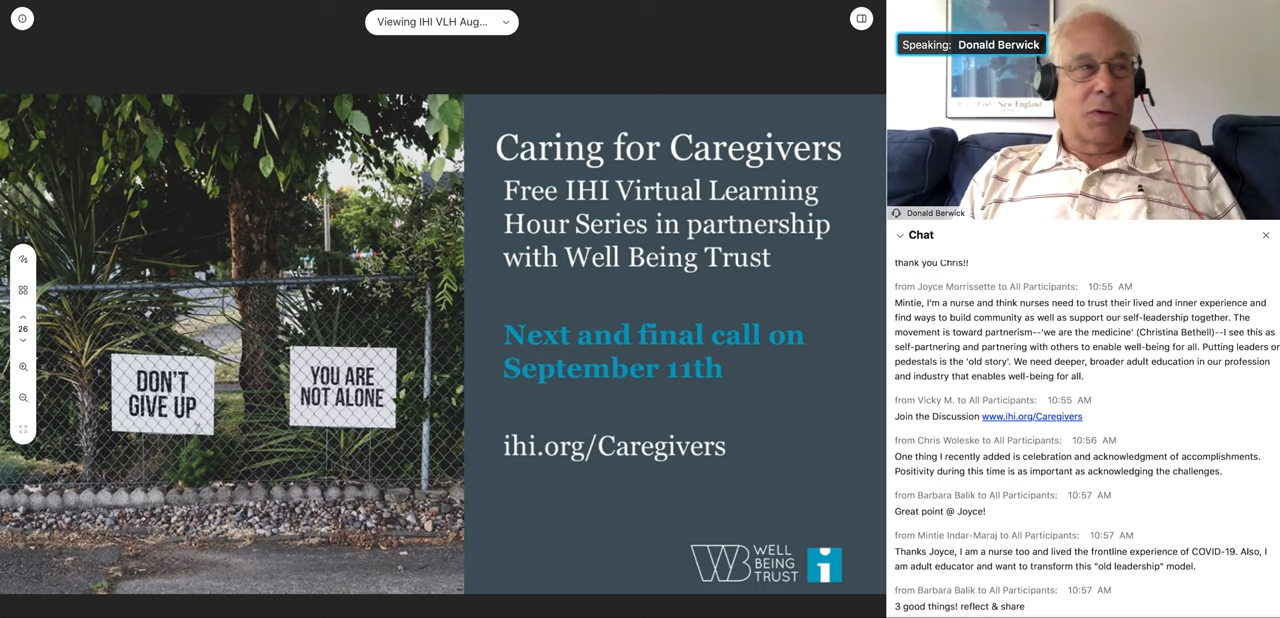 Viewing IHI VLH Aug...
26
DON'T
GIVE UP
YOU ARE
NOT ALONE
Caring for Caregivers
Free IHI Virtual Learning
Hour Series in partnership
with Well Being Trust
Next and final call on
September 11th
ihi.org/Caregivers
WB WELL
BEING
TRUST
i
Speaking: Donald Berwick
New England
Donald Berwick
Chat
thank you Chris!!
from Joyce Morrissette to All Participants: 10:55 AM
Mintie, I'm a nurse and think nurses need to trust their lived and inner experience and
find ways to build community as well as support our self-leadership together. The
movement is toward partnerism--'we are the medicine' (Christina Bethell)--I see this as
self-partnering and partnering with others to enable well-being for all. Putting leaders or
pedestals is the 'old story'. We need deeper, broader adult education in our profession
and industry that enables well-being for all.
from Vicky M. to All Participants: 10:55 AM
Join the Discussion www.ihi.org/Caregivers
from Chris Woleske to All Participants: 10:56 AM
One thing I recently added is celebration and acknowledgment of accomplishments.
Positivity during this time is as important as acknowledging the challenges.
from Barbara Balik to All Participants: 10:57 AM
Great point @ Joyce!
from Mintie Indar-Maraj to All Participants: 10:57 AM
Thanks Joyce, I am a nurse too and lived the frontline experience of COVID-19. Also, I
am adult educator and want to transform this "old leadership" model.
from Barbara Balik to All Participants: 10:57 AM
3 good things! reflect & share